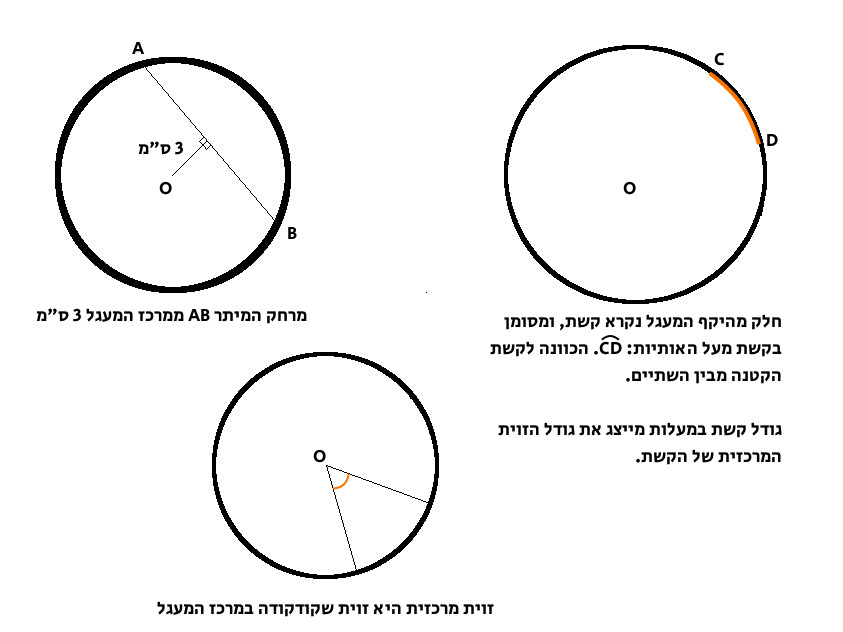 A
3 ס"מ
O
B
מרחק המיתר AB ממרכז המעגל 3 ס"מ
C
D
O
חלק מהיקף המעגל נקרא קשת, ומסומן
בקשת מעל האותיות: C͡D. הכוונה לקשת
הקטנה מבין השתיים.
גודל קשת במעלות מייצג את גודל הזוית
המרכזית של הקשת.
O
זוית מרכזית היא זוית שקודקודה במרכז המעגל